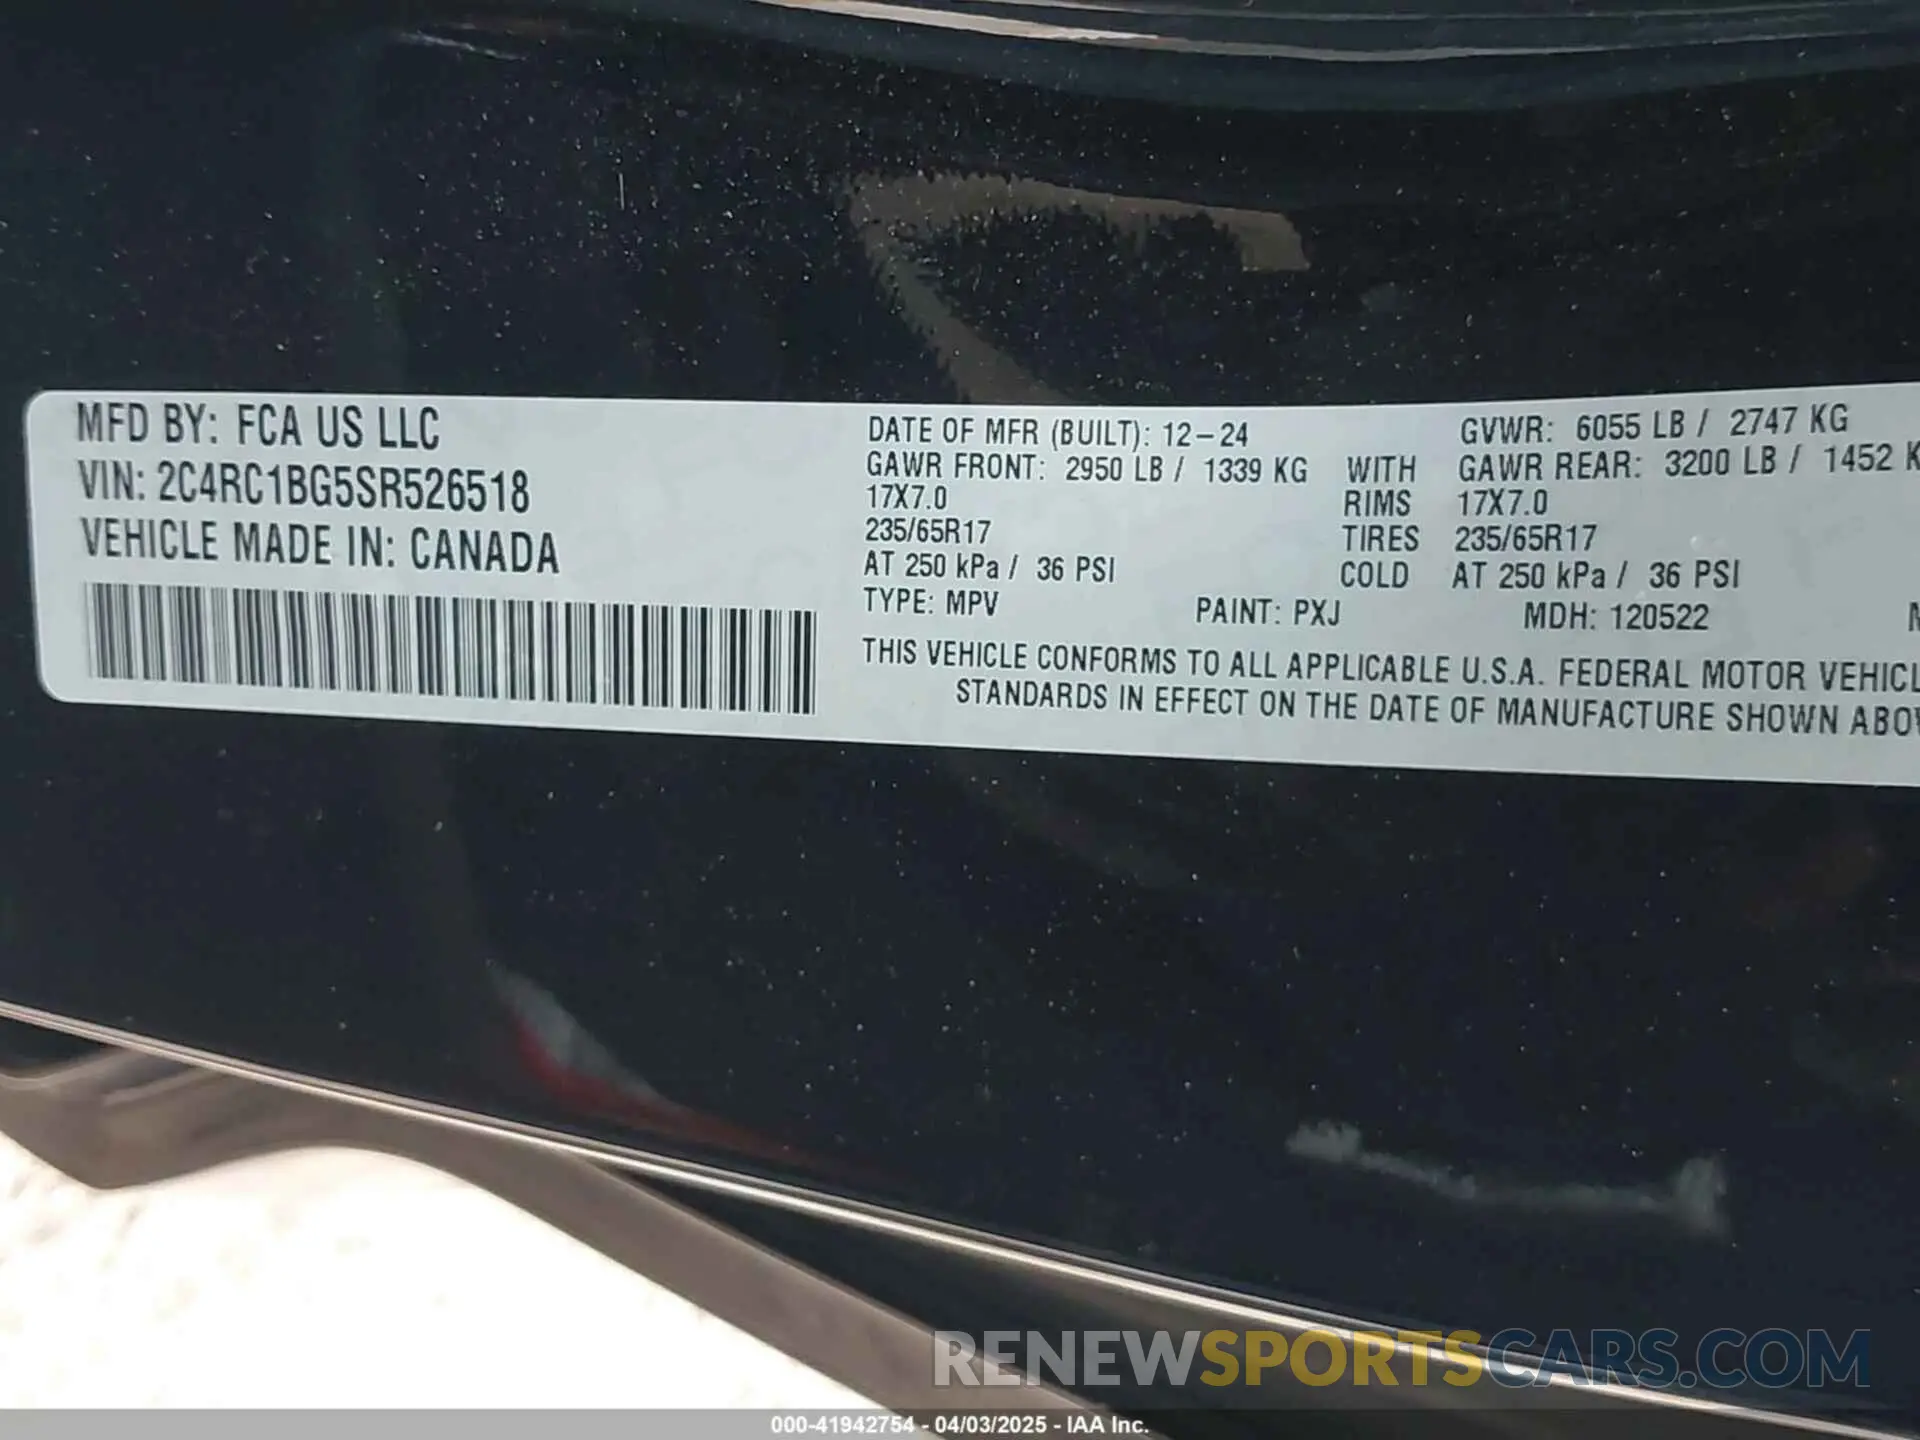 MFD BY: FCA US LLC
VIN: 2C4RC1BG5SR526518
VEHICLE MADE IN: CANADA
DATE OF MFR (BUILT): 12-24 GVWR: 6055 LB / 2747 KG
GAWR FRONT: 2950 LB / 1339 KG WITH GAWR REAR: 3200 LB / 1452 K
17X7.0 RIMS 17X7.0
235/65R17 TIRES 235/65R17
AT 250 kPa / 36 PSI COLD AT 250 kPa / 36 PSI
TYPE: MPV PAINT: PXJ MDH: 120522
THIS VEHICLE CONFORMS TO ALL APPLICABLE U.S.A. FEDERAL MOTOR VEHICL
STANDARDS IN EFFECT ON THE DATE OF MANUFACTURE SHOWN ABO
RENEWSPORTSCARS.COM
000-41942754 - 04/03/2025 - IAA Inc.